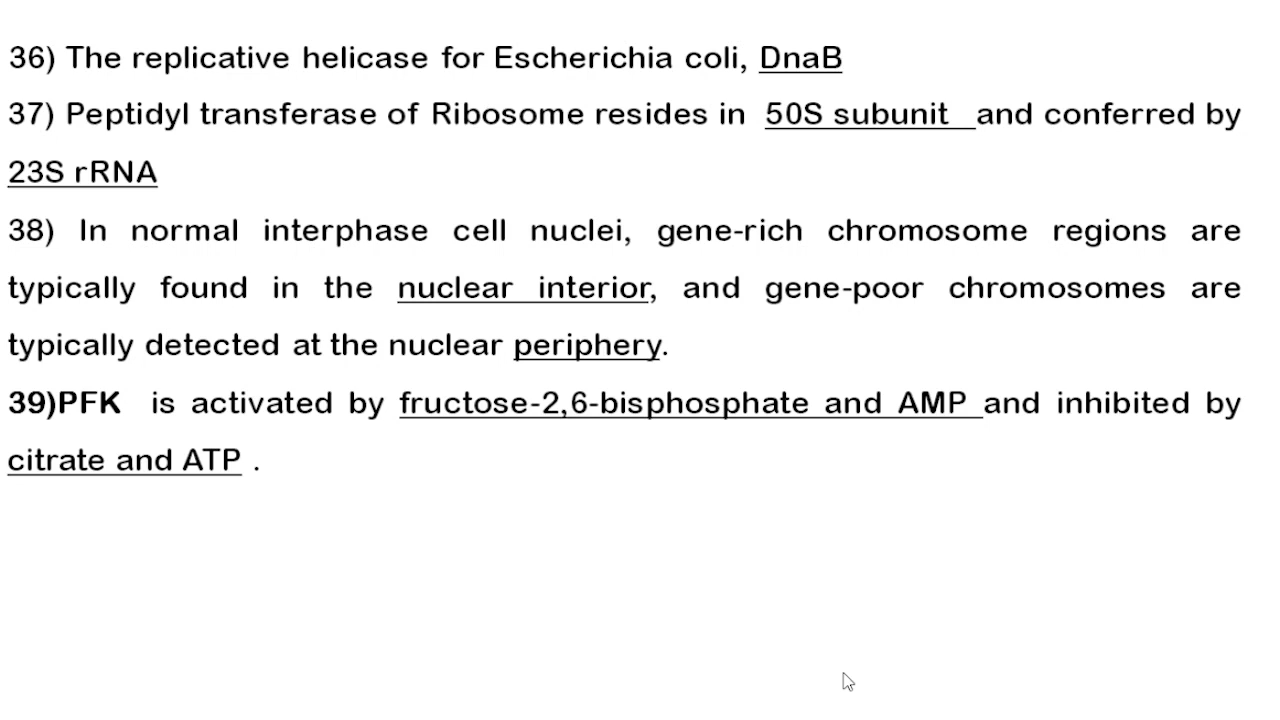 36) The replicative helicase for Escherichia coli, DnaB
37) Peptidyl transferase of Ribosome resides in 50S subunit and conferred by
23S rRNA
38) In normal interphase cell nuclei, gene-rich chromosome regions are
typically found in the nuclear interior, and gene-poor chromosomes are
typically detected at the nuclear periphery.
39)PFK is activated by fructose-2,6-bisphosphate and AMP and inhibited by
citrate and ATP .